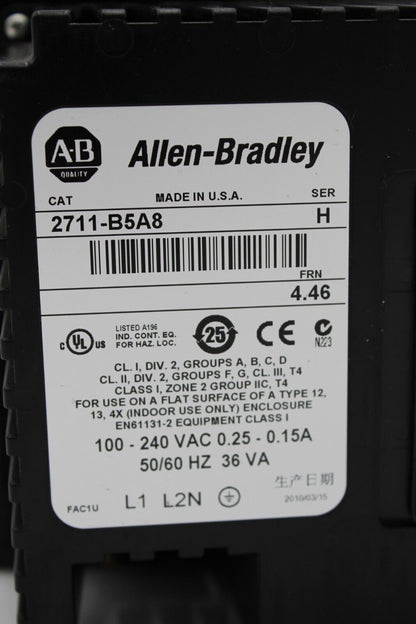 A-B
QUALITY
Allen-Bradley
CAT MADE IN U.S.A. SER
2711-B5A8 H
FRN
4.46
c UL us
LISTED A196
IND. CONT. EQ.
FOR HAZ. LOC.
25
CE
N223
CL. I, DIV. 2, GROUPS A, B, C, D
CL. II, DIV. 2, GROUPS F, G, CL. III, T4
CLASS I, ZONE 2 GROUP IIC, T4
FOR USE ON A FLAT SURFACE OF A TYPE 12,
13, 4X (INDOOR USE ONLY) ENCLOSURE
EN61131-2 EQUIPMENT CLASS I
100 - 240 VAC 0.25 - 0.15A
50/60 HZ 36 VA
生产日期
FAC1U L1 L2N 2010/03/15